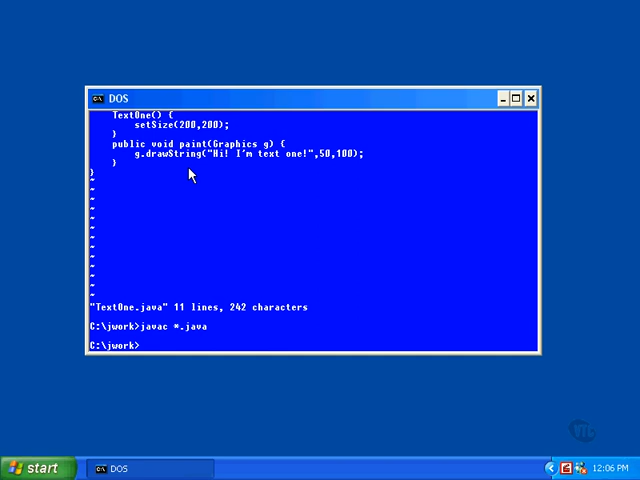 DOS
TextOne() {
setSize(200,200);
}
public void paint(Graphics g) {
g.drawString("Hi! I'm text one!",50,100);
}
}
~
~
~
~
~
~
~
~
~
~
~
~
~
"TextOne.java" 11 lines, 242 characters
C:\jwork>javac *.java
C:\jwork>
start
DOS
12:06 PM